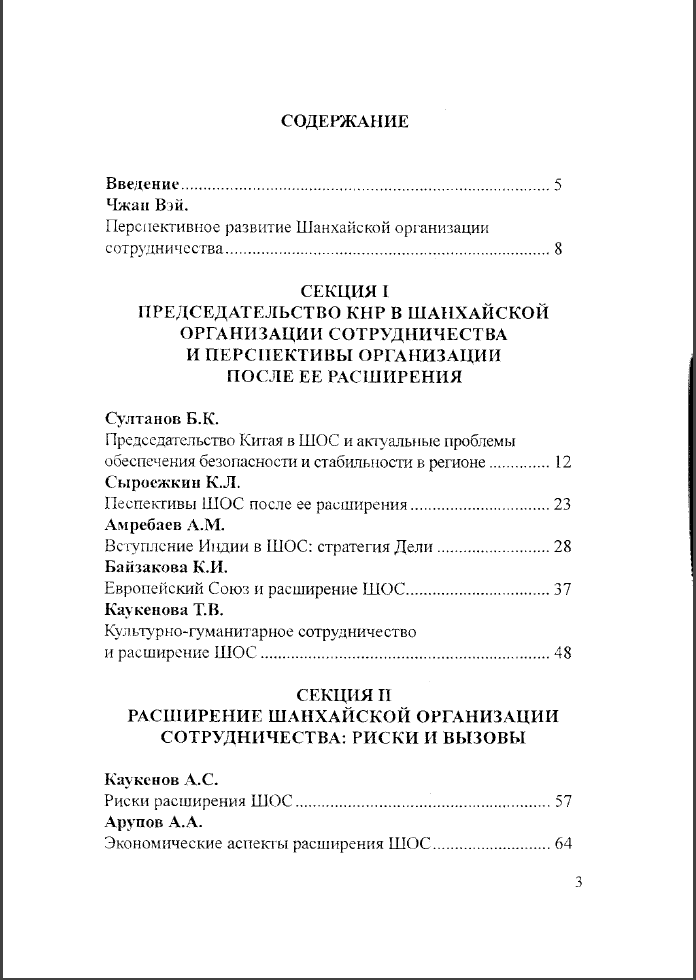 СОДЕРЖАНИЕ
Введение.................................................................................... 5
Чжан Вэй.
Перспективное развитие Шанхайской организации
сотрудничества.......................................................................... 8
СЕКЦИЯ I
ПРЕДСЕДАТЕЛЬСТВО КНР В ШАНХАЙСКОЙ
ОРГАНИЗАЦИИ СОТРУДНИЧЕСТВА
И ПЕРСПЕКТИВЫ ОРГАНИЗАЦИИ
ПОСЛЕ ЕЕ РАСШИРЕНИЯ
Султанов Б.К.
Председательство Китая в ШОС и актуальные проблемы
обеспечения безопасности и стабильности в регионе .............. 12
Сыроежкин К.Л.
Песпективы ШОС после ее расширения ................................ 23
Амребаев А.М.
Вступление Индии в ШОС: стратегия Дели .......................... 28
Байзакова К.И.
Европейский Союз и расширение ШОС................................. 37
Каукенова Т.В.
Культурно-гуманитарное сотрудничество
и расширение ШОС .................................................................. 48
СЕКЦИЯ II
РАСШИРЕНИЕ ШАНХАЙСКОЙ ОРГАНИЗАЦИИ
СОТРУДНИЧЕСТВА: РИСКИ И ВЫЗОВЫ
Каукенов А.С.
Риски расширения ШОС .......................................................... 57
Арупов А.А.
Экономические аспекты расширения ШОС........................... 64
3